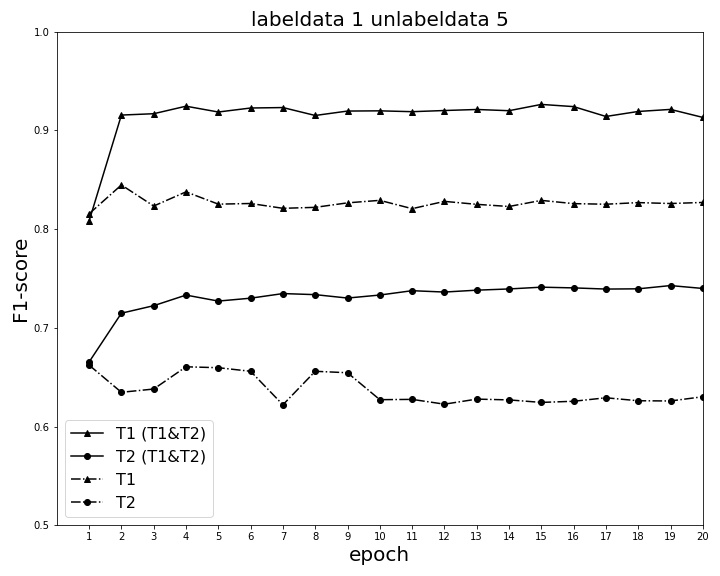 labeldata 1 unlabeldata 5
F1-score
1.0
0.9
0.8
0.7
0.6
0.5
T1 (T1&T2)
T2 (T1&T2)
T1
T2
1 2 3 4 5 6 7 8 9 10 11 12 13 14 15 16 17 18 19 20
epoch